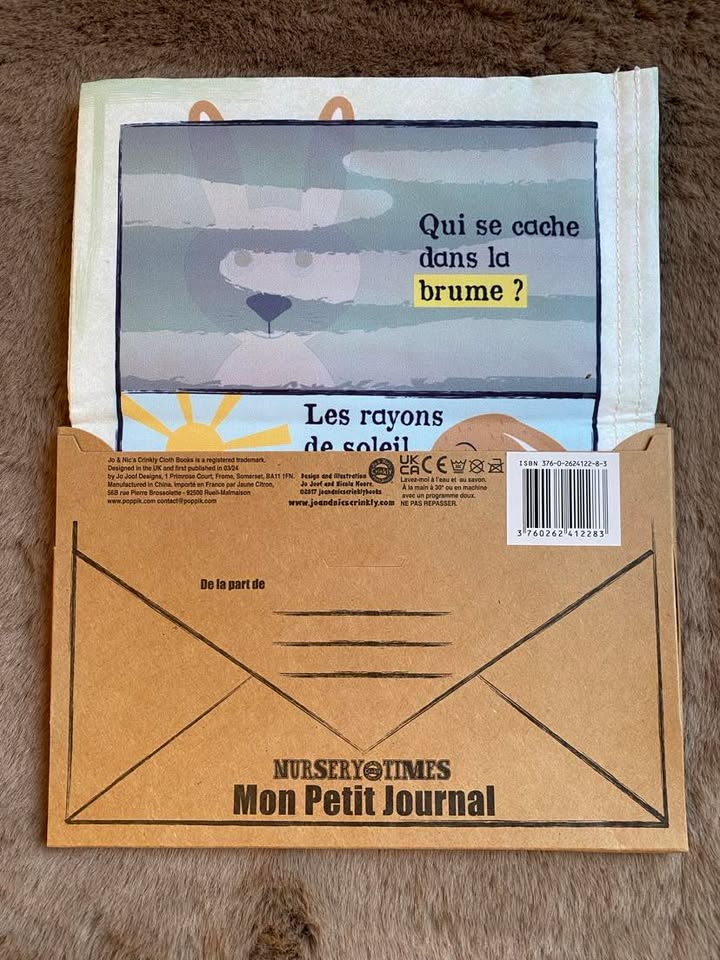 Qui se cache
dans la
brume ?
Les rayons
de soleil
Jo & Nic's Crinkly Cloth Books is a registered trademark.
Designed in the UK and first published in 03/24
by Jo Joof Designs, 1 Primrose Court, Frome, Somerset, BA11 1FN.
Manufactured in China. Importé en France par Jaune Citron,
56B rue Pierre Brossolette - 92500 Rueil-Malmaison
www.poppik.com contact@poppik.com
Design and illustration
Jo Joof and Nicola Moore.
©2017 joandnicscrinklybooks
www.joandnicscrinkly.com
UK
CA CE
Lavez-moi à l'eau et au savon.
À la main à 30° ou en machine
avec un programme doux.
NE PAS REPASSER.
ISBN 376-0-2624122-8-3
3 760262 412283
De la part de
NURSERY TIMES
Mon Petit Journal